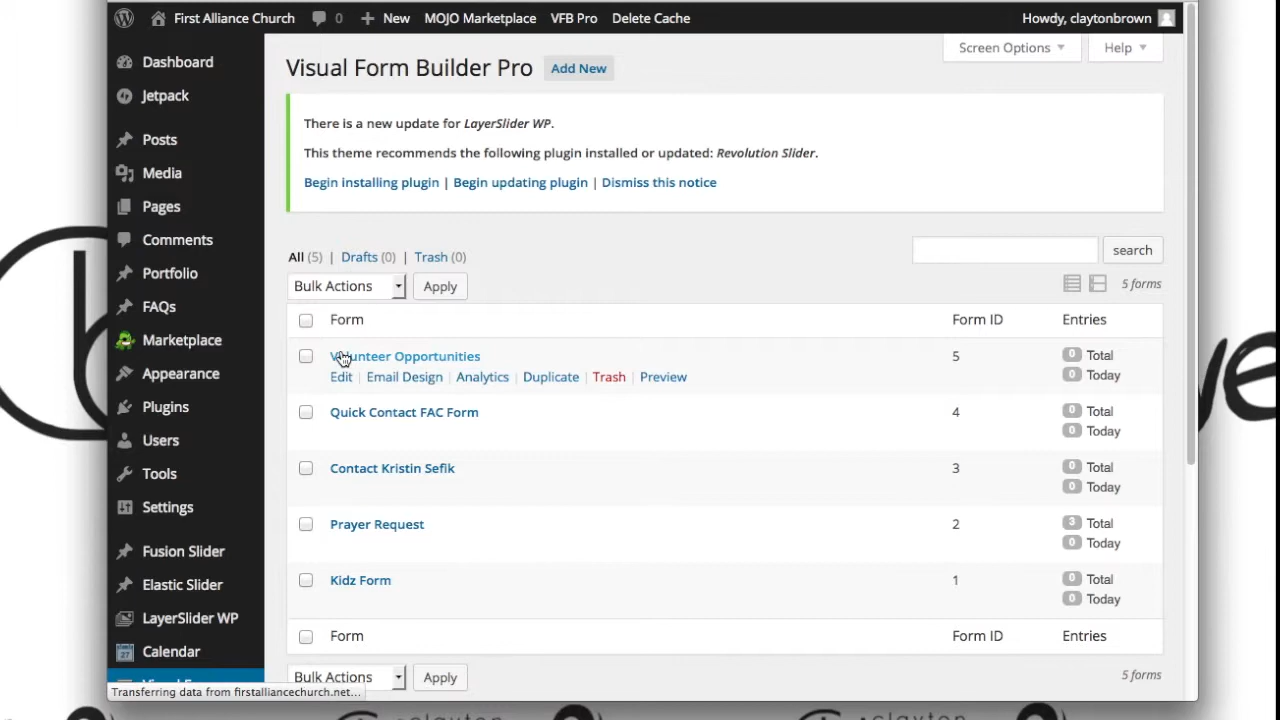 First Alliance Church 0 New MOJO Marketplace VFB Pro Delete Cache Howdy, claytonbrown
Screen Options Help
Dashboard
Jetpack
Posts
Media
Pages
Comments
Portfolio
FAQs
Marketplace
Appearance
Plugins
Users
Tools
Settings
Fusion Slider
Elastic Slider
LayerSlider WP
Calendar
Transferring data from firstalliancechurch.net...
Visual Form Builder Pro Add New
There is a new update for LayerSlider WP.
This theme recommends the following plugin installed or updated: Revolution Slider.
Begin installing plugin | Begin updating plugin | Dismiss this notice
All (5) | Drafts (0) | Trash (0)
search
Bulk Actions Apply 5 forms
Form Form ID Entries
Volunteer Opportunities 5 0 Total
Edit | Email Design | Analytics | Duplicate | Trash | Preview 0 Today
Quick Contact FAC Form 4 0 Total
0 Today
Contact Kristin Sefik 3 0 Total
0 Today
Prayer Request 2 3 Total
0 Today
Kidz Form 1 0 Total
0 Today
Form Form ID Entries
Bulk Actions Apply 5 forms